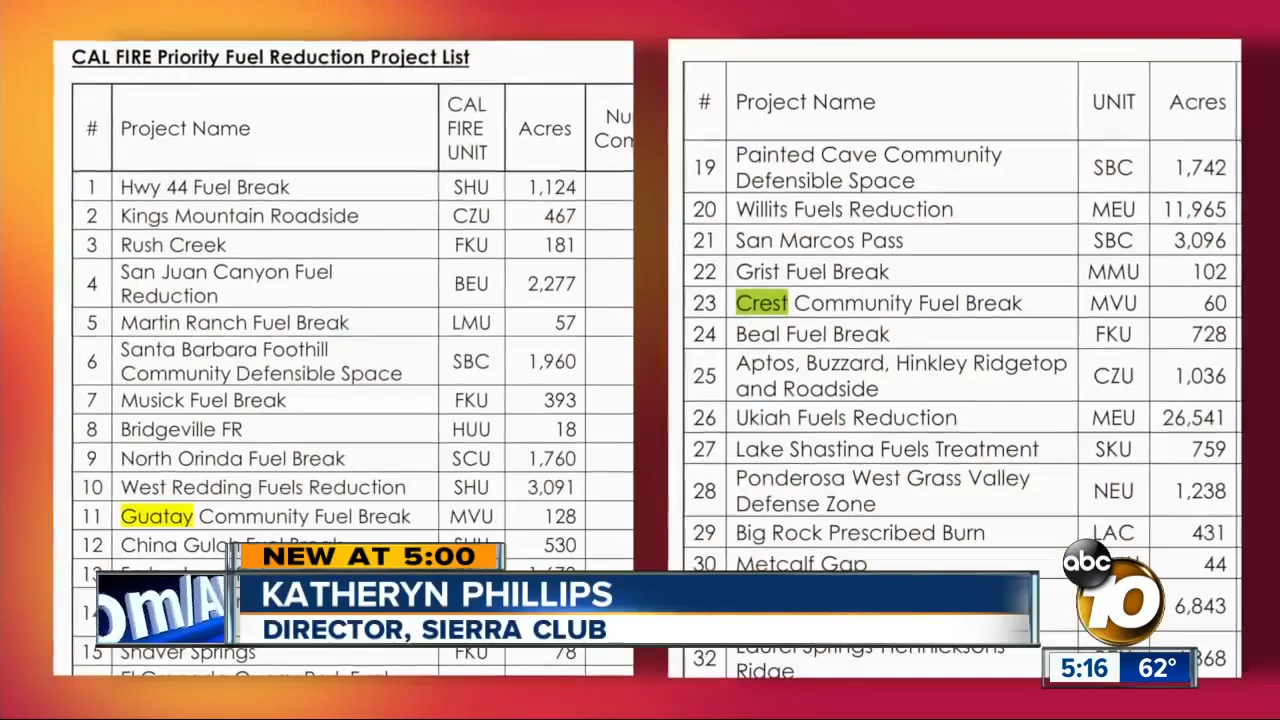 CAL FIRE Priority Fuel Reduction Project List
# Project Name CAL FIRE UNIT Acres
1 Hwy 44 Fuel Break SHU 1,124
2 Kings Mountain Roadside CZU 467
3 Rush Creek FKU 181
4 San Juan Canyon Fuel Reduction BEU 2,277
5 Martin Ranch Fuel Break LMU 57
6 Santa Barbara Foothill Community Defensible Space SBC 1,960
7 Musick Fuel Break FKU 393
8 Bridgeville FR HUU 18
9 North Orinda Fuel Break SCU 1,760
10 West Redding Fuels Reduction SHU 3,091
11 Guatay Community Fuel Break MVU 128
12 China Gulch Fuel Break SHU 530
13
14
15 Shaver Springs FKU 78
# Project Name UNIT Acres
19 Painted Cave Community Defensible Space SBC 1,742
20 Willits Fuels Reduction MEU 11,965
21 San Marcos Pass SBC 3,096
22 Grist Fuel Break MMU 102
23 Crest Community Fuel Break MVU 60
24 Beal Fuel Break FKU 728
25 Aptos, Buzzard, Hinkley Ridgetop and Roadside CZU 1,036
26 Ukiah Fuels Reduction MEU 26,541
27 Lake Shastina Fuels Treatment SKU 759
28 Ponderosa West Grass Valley Defense Zone NEU 1,238
29 Big Rock Prescribed Burn LAC 431
30 Metcalf Gap 44
6,843
32 Laurel Springs Henricksons Ridge
NEW AT 5:00
KATHERYN PHILLIPS
DIRECTOR, SIERRA CLUB
om/A
abc
10
5:16 62°